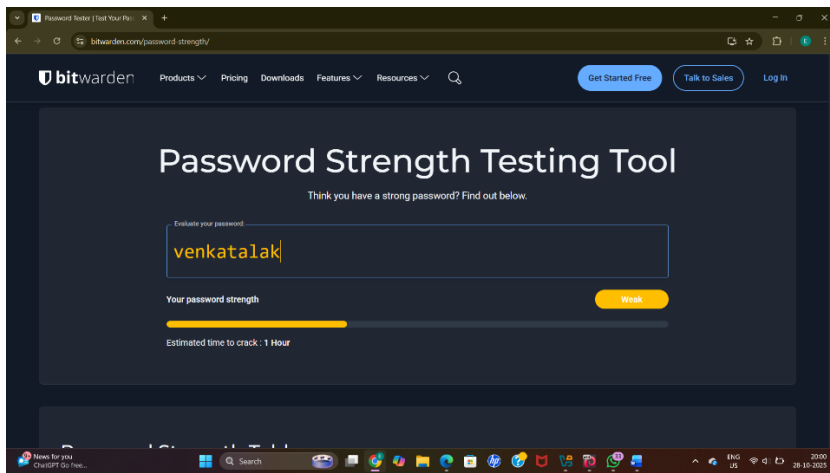 Password Tester | Test Your Pass
bitwarden.com/password-strength/
bitwarden Products Pricing Downloads Features Resources Get Started Free Talk to Sales Log In
Password Strength Testing Tool
Think you have a strong password? Find out below.
Evaluate your password:
venkatalak
Your password strength Weak
Estimated time to crack : 1 Hour
News for you
ChatGPT Go free...
Search
ENG
US
20:00
28-10-2025